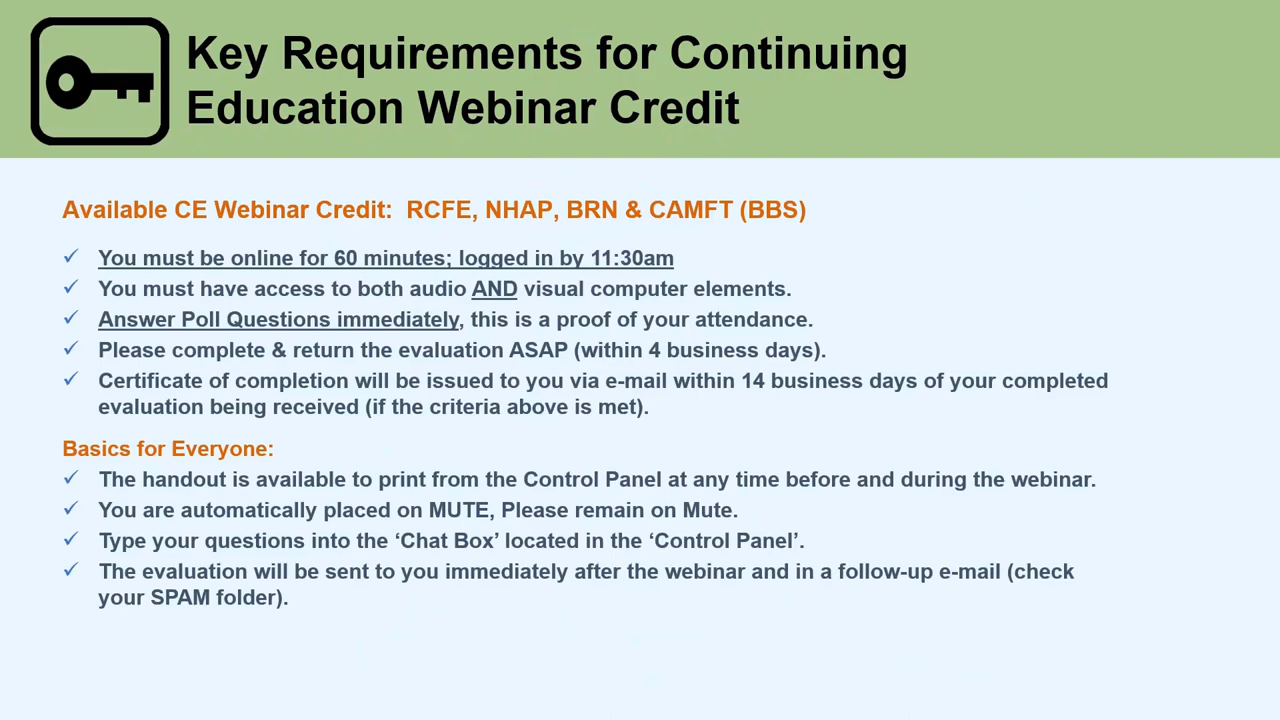 Key Requirements for Continuing
Education Webinar Credit
Available CE Webinar Credit:  RCFE, NHAP, BRN & CAMFT (BBS)
✓ You must be online for 60 minutes; logged in by 11:30am
✓ You must have access to both audio AND visual computer elements.
✓ Answer Poll Questions immediately, this is a proof of your attendance.
✓ Please complete & return the evaluation ASAP (within 4 business days).
✓ Certificate of completion will be issued to you via e-mail within 14 business days of your completed
evaluation being received (if the criteria above is met).
Basics for Everyone:
✓ The handout is available to print from the Control Panel at any time before and during the webinar.
✓ You are automatically placed on MUTE, Please remain on Mute.
✓ Type your questions into the ‘Chat Box’ located in the ‘Control Panel’.
✓ The evaluation will be sent to you immediately after the webinar and in a follow-up e-mail (check
your SPAM folder).